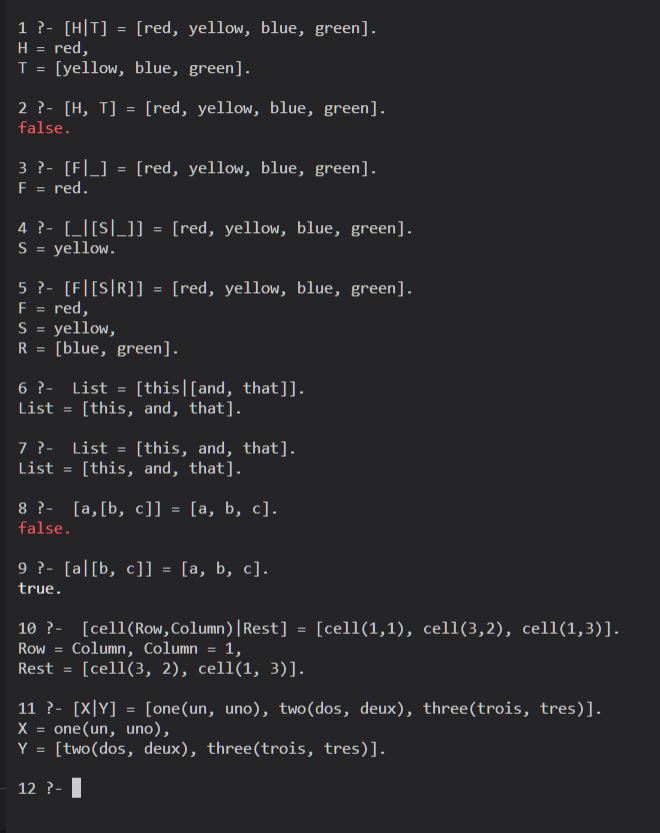 1 ?- [H|T] = [red, yellow, blue, green].
H = red,
T = [yellow, blue, green].
2 ?- [H, T] = [red, yellow, blue, green].
false.
3 ?- [F|_] = [red, yellow, blue, green].
F = red.
4 ?- [_|[S|_]] = [red, yellow, blue, green].
S = yellow.
5 ?- [F|[S|R]] = [red, yellow, blue, green].
F = red,
S = yellow,
R = [blue, green].
6 ?-  List = [this|[and, that]].
List = [this, and, that].
7 ?-  List = [this, and, that].
List = [this, and, that].
8 ?-  [a,[b, c]] = [a, b, c].
false.
9 ?- [a|[b, c]] = [a, b, c].
true.
10 ?-  [cell(Row,Column)|Rest] = [cell(1,1), cell(3,2), cell(1,3)].
Row = Column, Column = 1,
Rest = [cell(3, 2), cell(1, 3)].
11 ?- [X|Y] = [one(un, uno), two(dos, deux), three(trois, tres)].
X = one(un, uno),
Y = [two(dos, deux), three(trois, tres)].
12 ?-